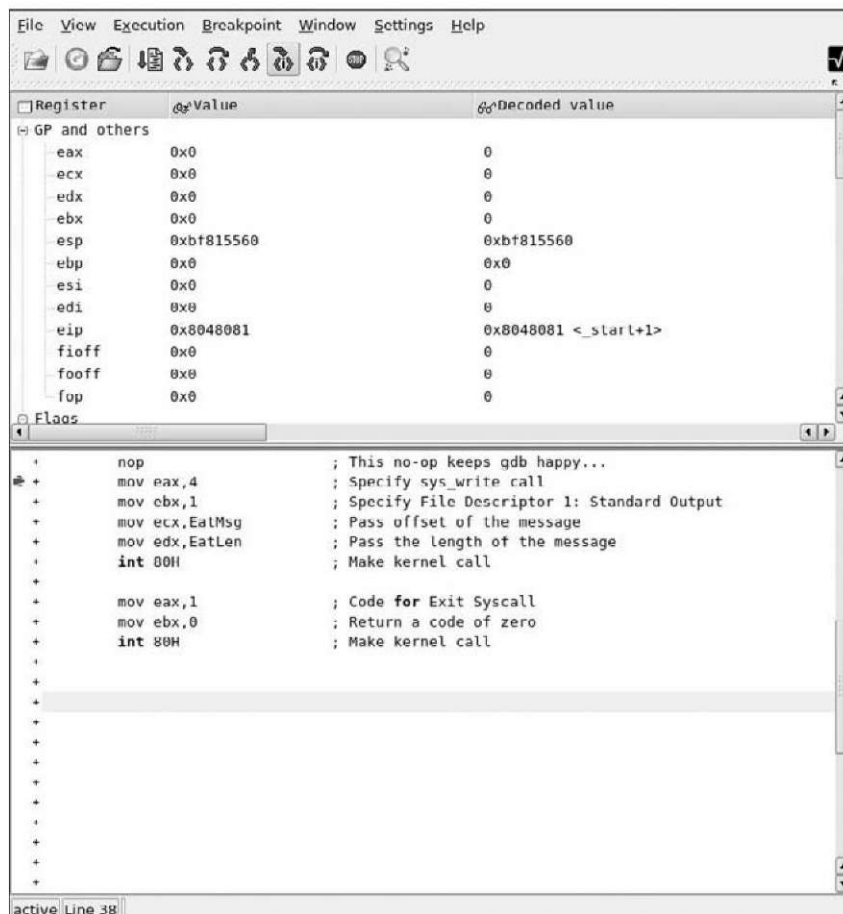 File View Execution Breakpoint Window Settings Help
STOP
Register Value Decoded value
GP and others
eax 0x0 0
ecx 0x0 0
edx 0x0 0
ebx 0x0 0
esp 0xbf815560 0xbf815560
ebp 0x0 0x0
esi 0x0 0
edi 0x0 0
eip 0x8048081 0x8048081 <_start+1>
fioff 0x0 0
fooff 0x0 0
fop 0x0 0
Flags
+ nop ; This no-op keeps gdb happy...
+ mov eax,4 ; Specify sys_write call
+ mov ebx,1 ; Specify File Descriptor 1: Standard Output
+ mov ecx,EatMsg ; Pass offset of the message
+ mov edx,EatLen ; Pass the length of the message
+ int 80H ; Make kernel call
+
+ mov eax,1 ; Code for Exit Syscall
+ mov ebx,0 ; Return a code of zero
+ int 80H ; Make kernel call
+
+
+
+
+
+
+
+
+
+
+
+
active Line 38